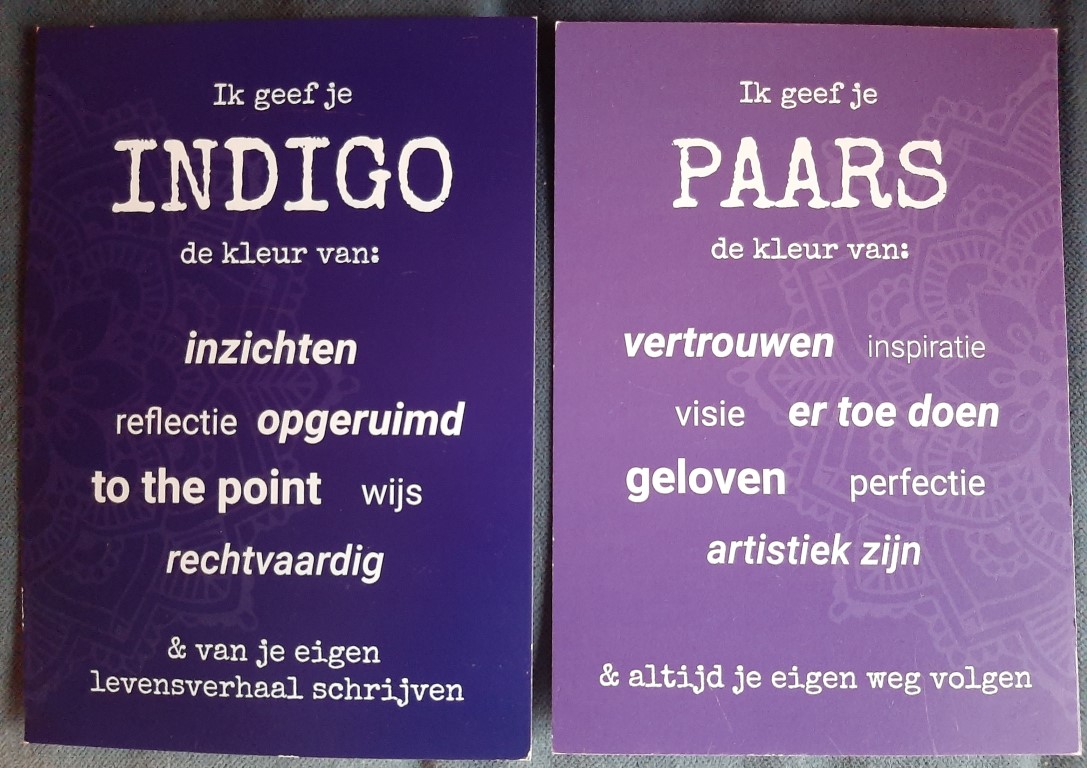 Ik geef je
INDIGO
de kleur van:
inzichten
reflectie opgeruimd
to the point wijs
rechtvaardig
& van je eigen
levensverhaal schrijven
Ik geef je
PAARS
de kleur van:
vertrouwen inspiratie
visie er toe doen
geloven perfectie
artistiek zijn
& altijd je eigen weg volgen